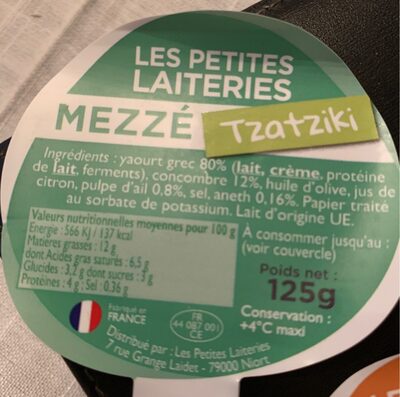 LES PETITES
LAITERIES
MEZZÉ Tzatziki
Ingrédients : yaourt grec 80% (lait, crème, protéine
de lait, ferments), concombre 12%, huile d'olive, jus de
citron, pulpe d'ail 0.8%, sel, aneth 0,16%. Papier traité
au sorbate de potassium. Lait d'origine UE.
Valeurs nutritionnelles moyennes pour 100 g
Energie : 566 KJ / 137 kcal
Matières grasses : 12 g
dont Acides gras saturés : 6,5 g
Glucides : 3,2 g dont sucres : 3 g
Protéines : 4 g ; Sel : 0.36 g
À consommer jusqu'au :
(voir couvercle)
Poids net :
125g
Conservation :
+4°C maxi
Fabriqué en
FRANCE
FR
44 087 001
CE
Distribué par : Les Petites Laiteries
7 rue Grange Laidet - 79000 Niort